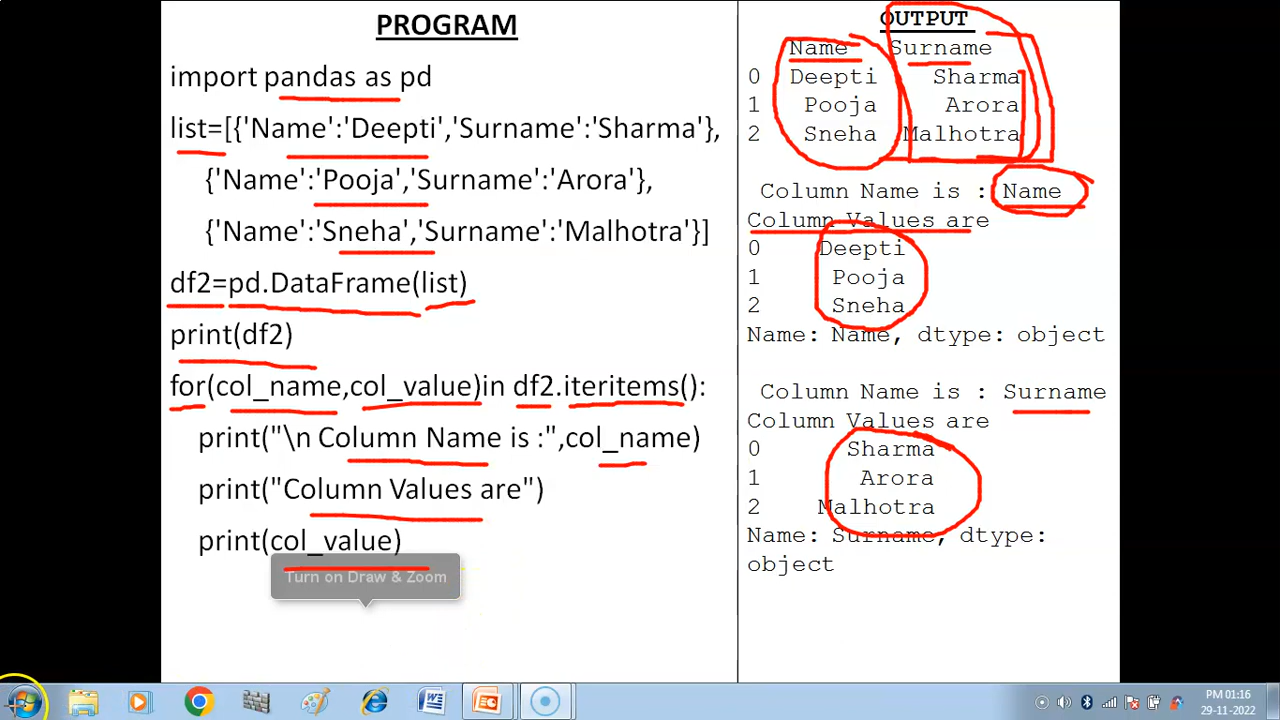 PROGRAM
import pandas as pd
list=[{'Name':'Deepti','Surname':'Sharma'},
{'Name':'Pooja','Surname':'Arora'},
{'Name':'Sneha','Surname':'Malhotra'}]
df2=pd.DataFrame(list)
print(df2)
for(col_name,col_value)in df2.iteritems():
print("\n Column Name is :",col_name)
print("Column Values are")
print(col_value)
Turn on Draw & Zoom
OUTPUT
Name Surname
0 Deepti Sharma
1 Pooja Arora
2 Sneha Malhotra
Column Name is : Name
Column Values are
0 Deepti
1 Pooja
2 Sneha
Name: Name, dtype: object
Column Name is : Surname
Column Values are
0 Sharma
1 Arora
2 Malhotra
Name: Surname, dtype:
object
PM 01:16
29-11-2022